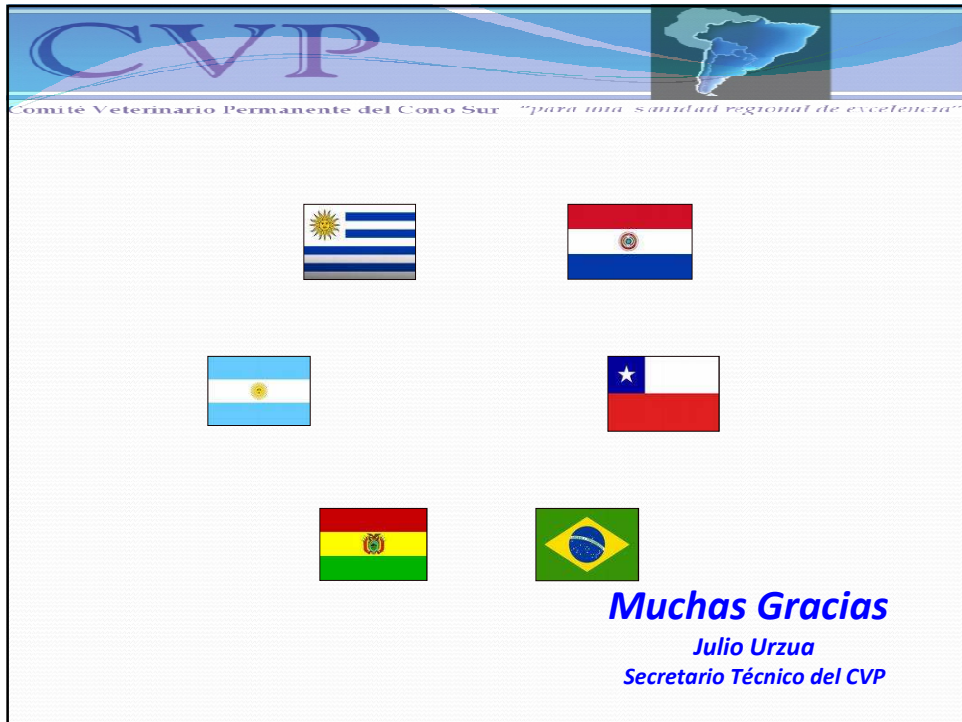 CVP
Comité Veterinario Permanente del Cono Sur "para una sanidad regional de excelencia"
Muchas Gracias
Julio Urzua
Secretario Técnico del CVP